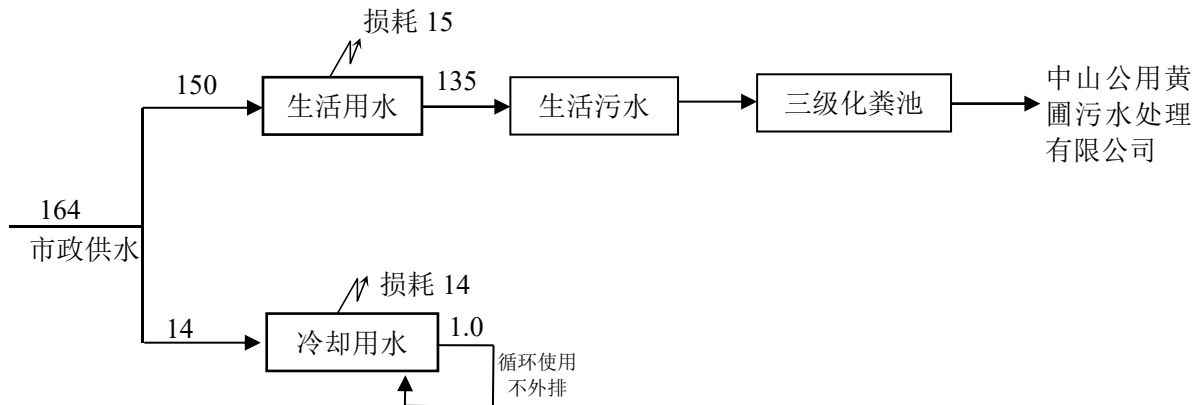 损耗 15
150
生活用水
135
生活污水
三级化粪池
中山公用黄
圃污水处理
有限公司
164
市政供水
损耗 14
14
冷却用水
1.0
循环使用
不外排